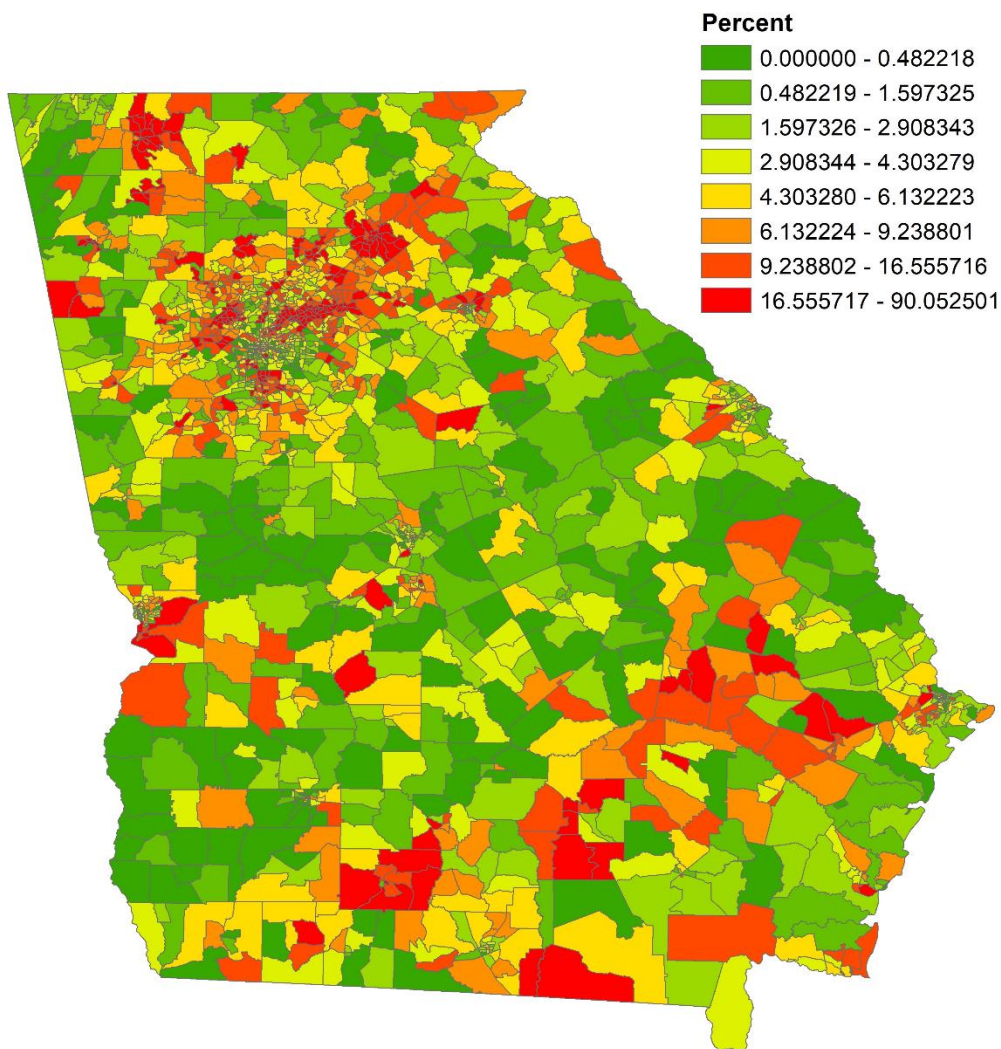 Percent
0.000000 - 0.482218
0.482219 - 1.597325
1.597326 - 2.908343
2.908344 - 4.303279
4.303280 - 6.132223
6.132224 - 9.238801
9.238802 - 16.555716
16.555717 - 90.052501